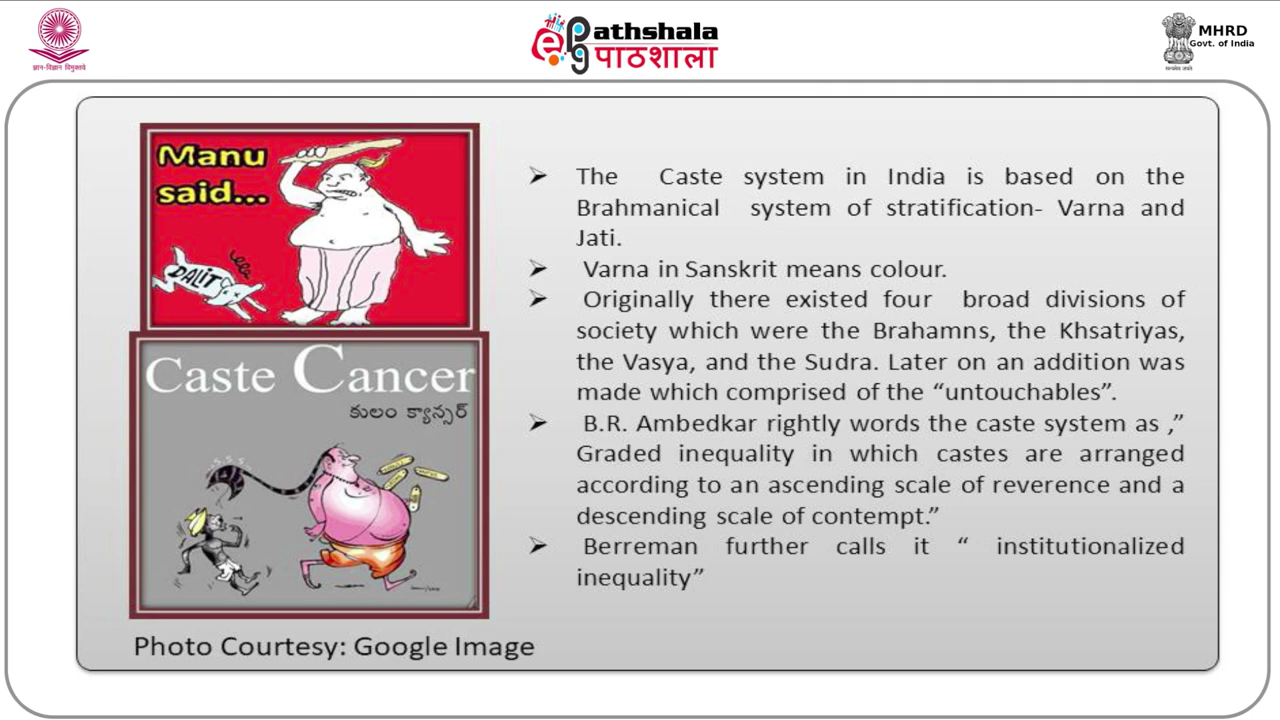 ज्ञान-विज्ञान विमुक्तये
ePathshala
पाठशाला
MHRD
Govt. of India
सत्यमेव जयते
Manu
said...
DALIT
Caste Cancer
కులం క్యాన్సర్
Photo Courtesy: Google Image
➢ The Caste system in India is based on the
Brahmanical system of stratification- Varna and
Jati.
➢ Varna in Sanskrit means colour.
➢ Originally there existed four broad divisions of
society which were the Brahamns, the Khsatriyas,
the Vasya, and the Sudra. Later on an addition was
made which comprised of the “untouchables”.
➢ B.R. Ambedkar rightly words the caste system as ,”
Graded inequality in which castes are arranged
according to an ascending scale of reverence and a
descending scale of contempt.”
➢ Berreman further calls it “ institutionalized
inequality”